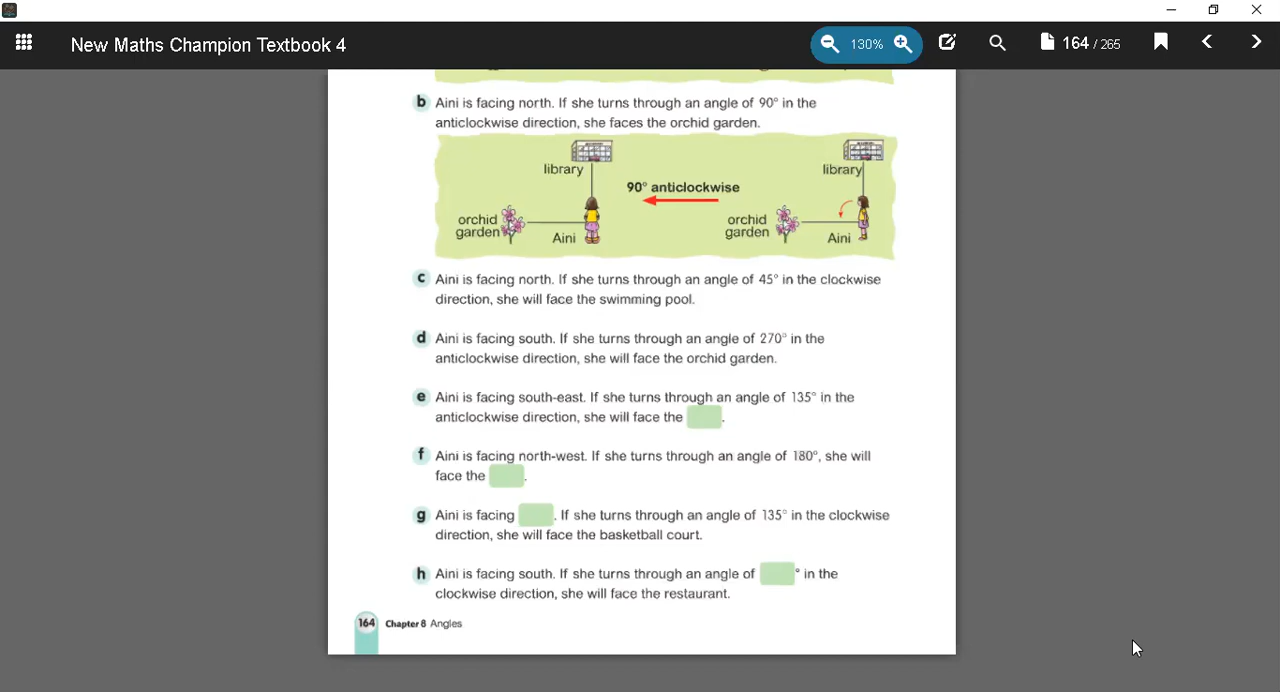 New Maths Champion Textbook 4
130%
164 / 265
b Aini is facing north. If she turns through an angle of 90° in the
anticlockwise direction, she faces the orchid garden.
library
90° anticlockwise
orchid
garden
Aini
library
orchid
garden
Aini
c Aini is facing north. If she turns through an angle of 45° in the clockwise
direction, she will face the swimming pool.
d Aini is facing south. If she turns through an angle of 270° in the
anticlockwise direction, she will face the orchid garden.
e Aini is facing south-east. If she turns through an angle of 135° in the
anticlockwise direction, she will face the .
f Aini is facing north-west. If she turns through an angle of 180°, she will
face the .
g Aini is facing . If she turns through an angle of 135° in the clockwise
direction, she will face the basketball court.
h Aini is facing south. If she turns through an angle of ° in the
clockwise direction, she will face the restaurant.
164 Chapter 8 Angles